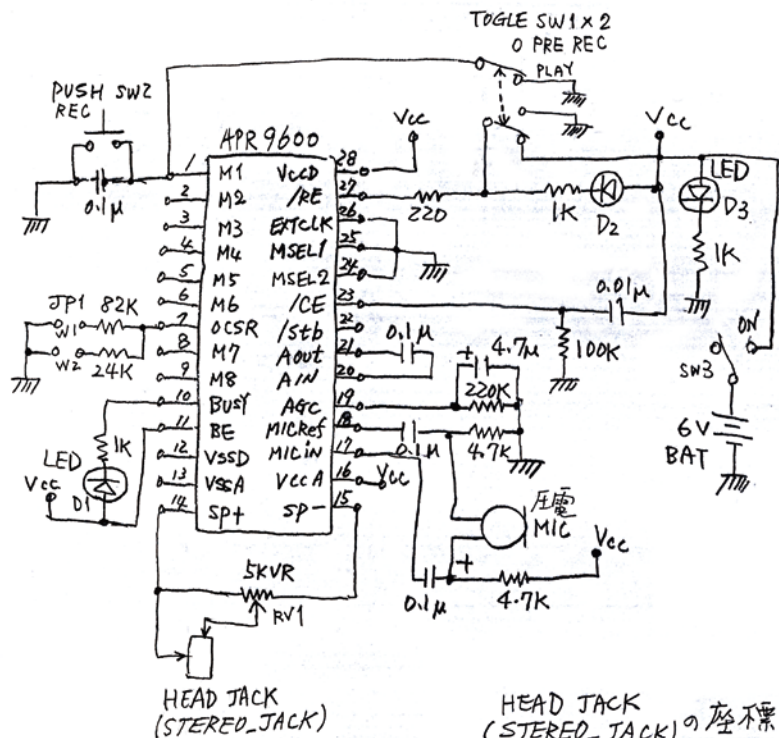 TOGLE SW1×2
O PRE REC
PLAY
PUSH SW2
REC
0.1μ
APR9600
Vcc
Vcc
1 M1 VccD 28
2 M2 /RE 27
3 M3 EXTCLK 26
4 M4 MSEL1 25
5 M5 MSEL2 24
6 M6 /CE 23
7 OCSR /Stb 22
8 M7 Aout 21
9 M8 AIN 20
10 BUSY AGC 19
11 BE MICRef 18
12 VSSD MICin 17
13 VSSA VccA 16
14 SP+ SP- 15
220
1K
D2
LED
D3
1K
0.01μ
100K
ON
SW3
6V
BAT
JP1 82K
W1
W2
24K
0.1μ
+ 4.7μ
220K
4.7K
0.1μ
1K
LED
D1
Vcc
Vcc
圧電
MIC
+
Vcc
0.1μ
4.7K
5KVR
RV1
HEAD JACK
(STEREO_JACK)
HEAD JACK
(STEREO_JACK)の座標